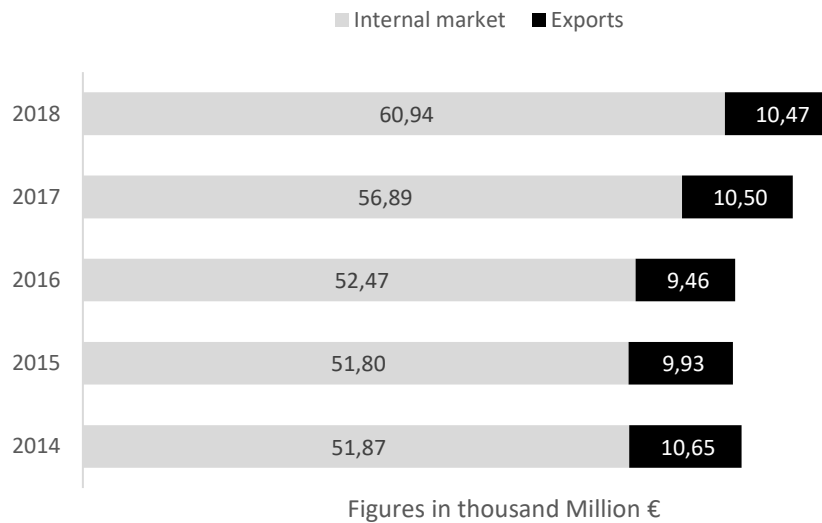 Internal market Exports
2018 60,94 10,47
2017 56,89 10,50
2016 52,47 9,46
2015 51,80 9,93
2014 51,87 10,65
Figures in thousand Million €